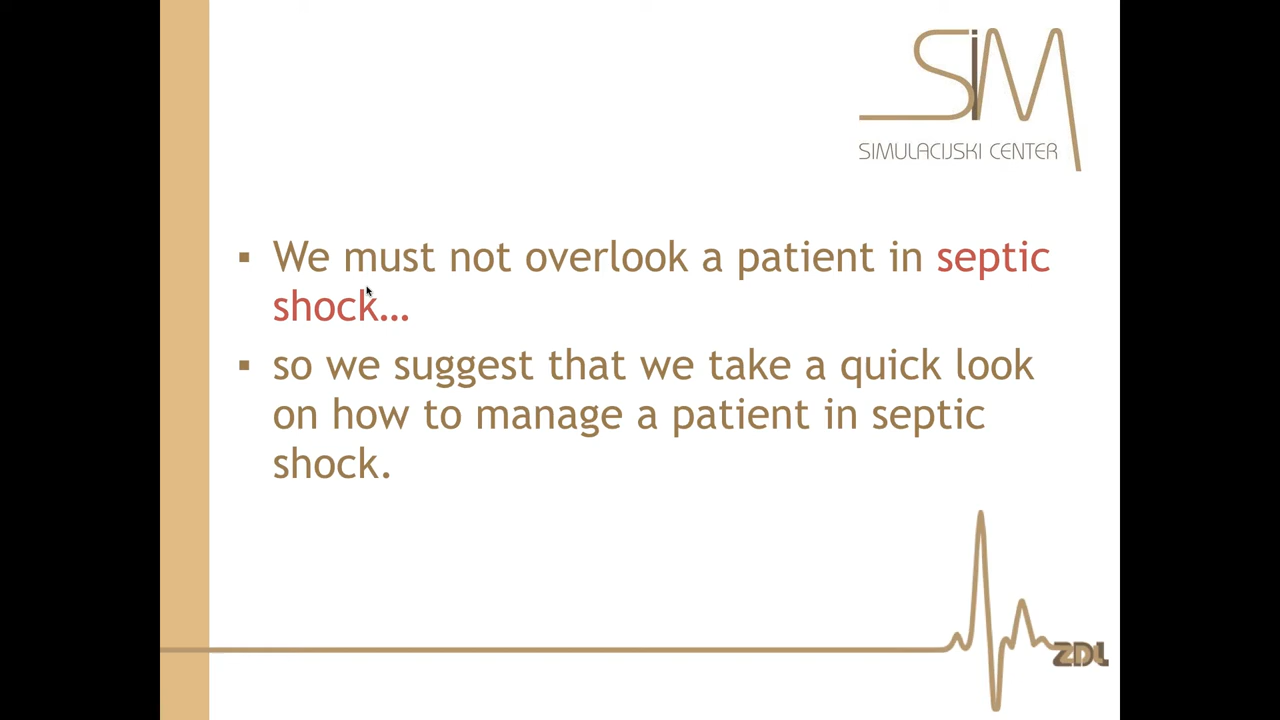 SiM
SIMULACIJSKI CENTER
▪ We must not overlook a patient in septic
shock…
▪ so we suggest that we take a quick look
on how to manage a patient in septic
shock.
ZDL